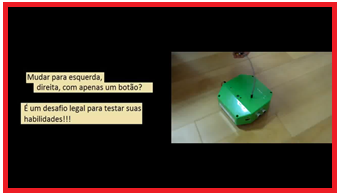 Mudar para esquerda,
direita, com apenas um botão?
É um desafio legal para testar suas
habilidades!!!